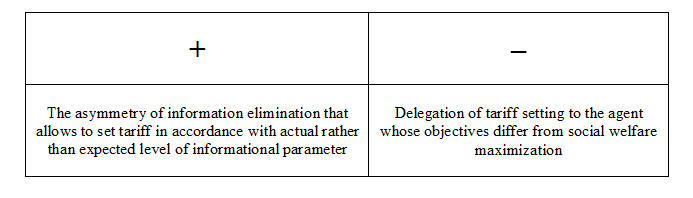 +
–
The asymmetry of information elimination that
allows to set tariff in accordance with actual rather
than expected level of informational parameter
Delegation of tariff setting to the agent
whose objectives differ from social welfare
maximization